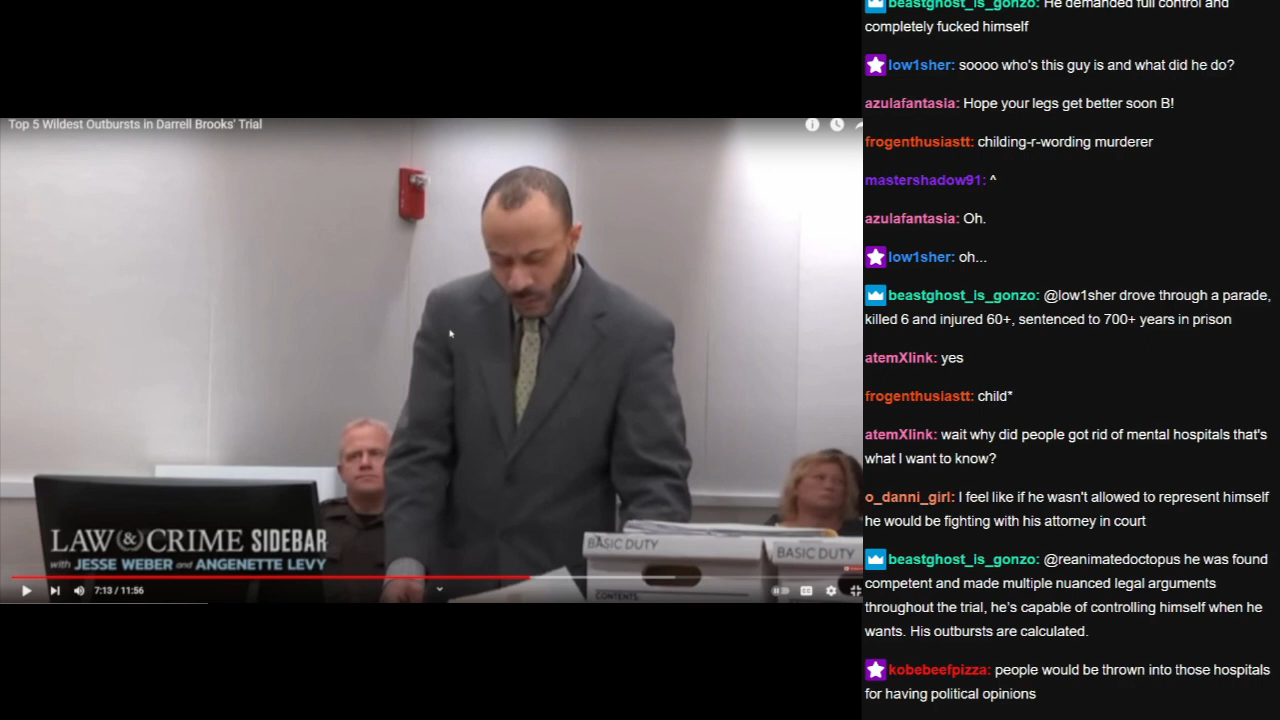 Top 5 Wildest Outbursts in Darrell Brooks' Trial
LAW & CRIME SIDEBAR
with JESSE WEBER and ANGENETTE LEVY
BASIC DUTY
BASIC DUTY
CONTENTS
7:13 / 11:56
beastghost_is_gonzo: He demanded full control and
completely fucked himself
low1sher: soooo who's this guy is and what did he do?
azulafantasia: Hope your legs get better soon B!
frogenthusiastt: childing-r-wording murderer
mastershadow91: ^
azulafantasia: Oh.
low1sher: oh...
beastghost_is_gonzo: @low1sher drove through a parade,
killed 6 and injured 60+, sentenced to 700+ years in prison
atemXlink: yes
frogenthusiastt: child*
atemXlink: wait why did people got rid of mental hospitals that's
what I want to know?
o_danni_girl: I feel like if he wasn't allowed to represent himself
he would be fighting with his attorney in court
beastghost_is_gonzo: @reanimatedoctopus he was found
competent and made multiple nuanced legal arguments
throughout the trial, he's capable of controlling himself when he
wants. His outbursts are calculated.
kobebeefpizza: people would be thrown into those hospitals
for having political opinions